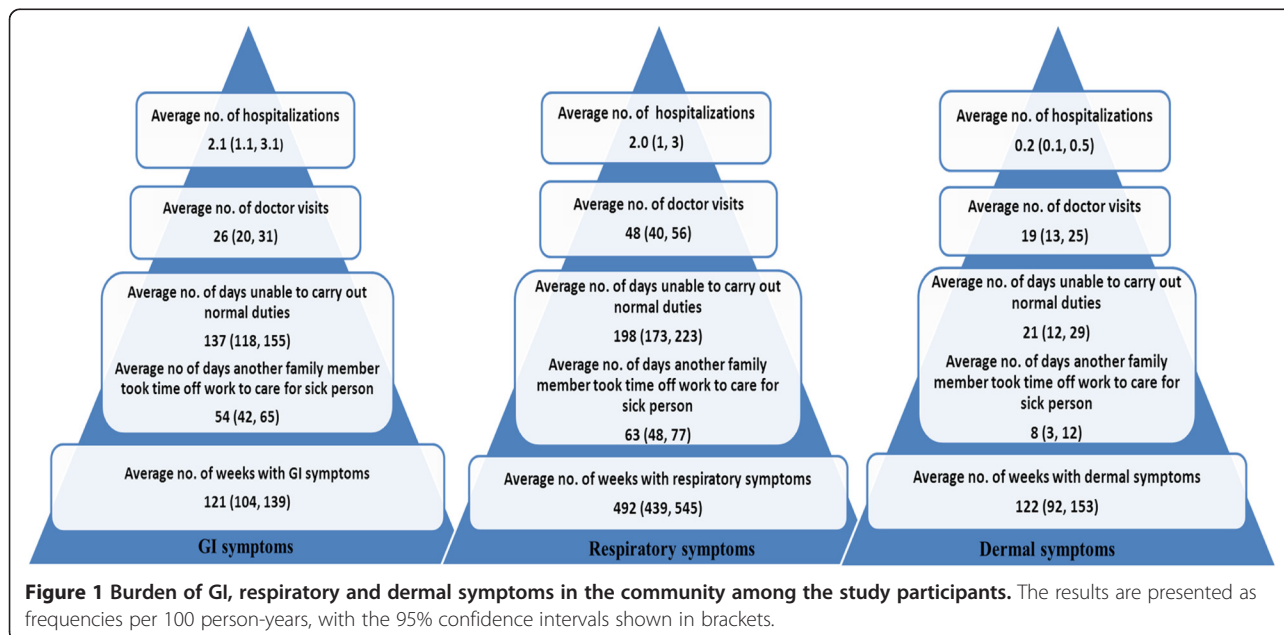 Average no. of hospitalizations
2.1 (1.1, 3.1)
Average no. of doctor visits
26 (20, 31)
Average no. of days unable to carry out
normal duties
137 (118, 155)
Average no of days another family member
took time off work to care for sick person
54 (42, 65)
Average no. of weeks with GI symptoms
121 (104, 139)
GI symptoms
Average no. of hospitalizations
2.0 (1, 3)
Average no. of doctor visits
48 (40, 56)
Average no. of days unable to carry out
normal duties
198 (173, 223)
Average no. of days another family
member took time off work to care for
sick person
63 (48, 77)
Average no. of weeks with respiratory symptoms
492 (439, 545)
Respiratory symptoms
Average no. of hospitalizations
0.2 (0.1, 0.5)
Average no. of doctor visits
19 (13, 25)
Average no. of days unable to carry out
normal duties
21 (12, 29)
Average no. of days another family
member took time off work to care for
sick person
8 (3, 12)
Average no. of weeks with dermal symptoms
122 (92, 153)
Dermal symptoms
Figure 1 Burden of GI, respiratory and dermal symptoms in the community among the study participants. The results are presented as
frequencies per 100 person-years, with the 95% confidence intervals shown in brackets.